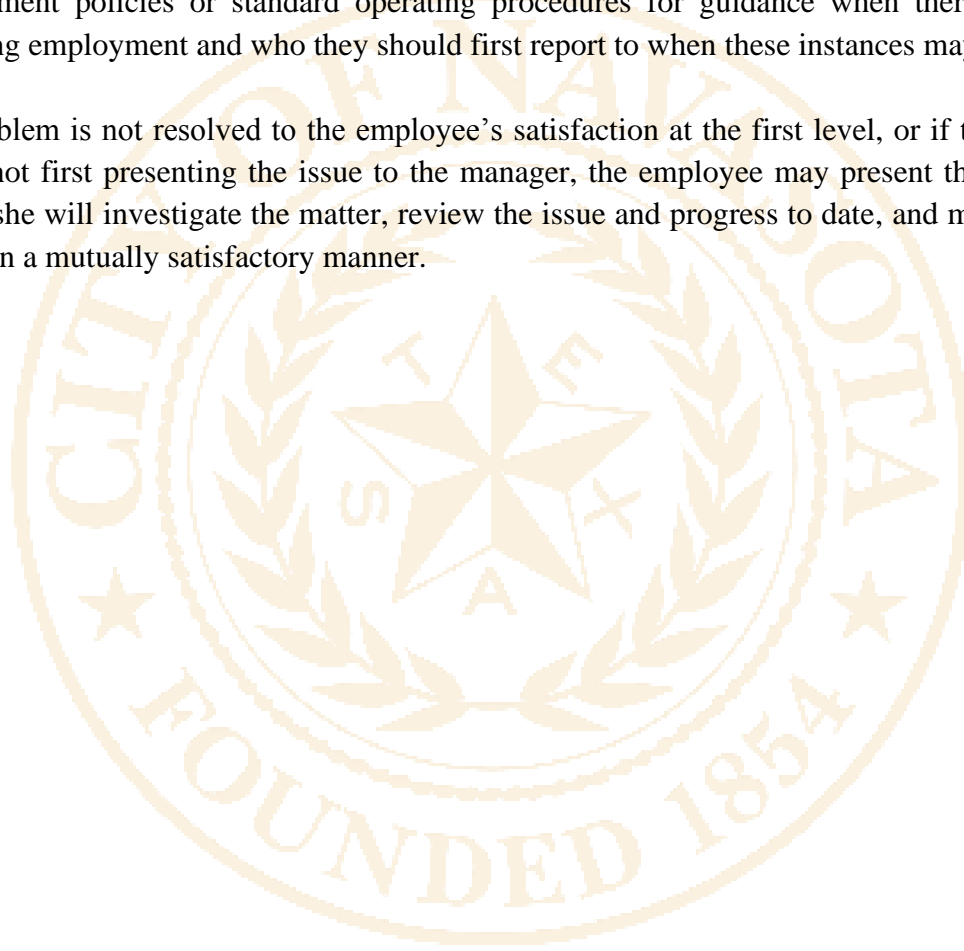 ment policies or standard operating procedures for guidance when ther
ng employment and who they should first report to when these instances may
blem is not resolved to the employee's satisfaction at the first level, or if t
not first presenting the issue to the manager, the employee may present th
she will investigate the matter, review the issue and progress to date, and m
n a mutually satisfactory manner.
CITY OF NAVASOTA
TEXAS
FOUNDED 1854